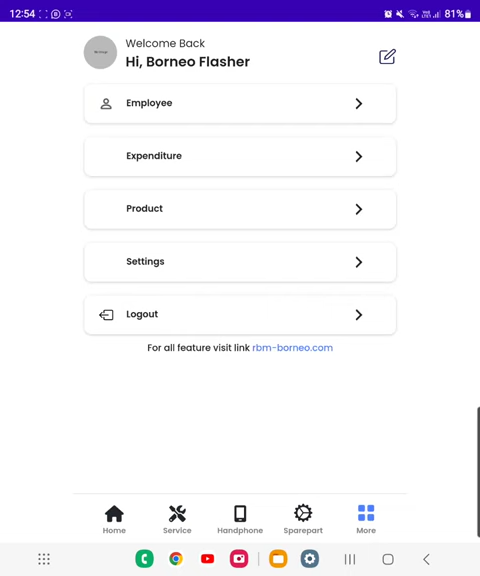 12:54
81%
Welcome Back
Hi, Borneo Flasher
Employee
Expenditure
Product
Settings
Logout
For all feature visit link rbm-borneo.com
Home
Service
Handphone
Sparepart
More